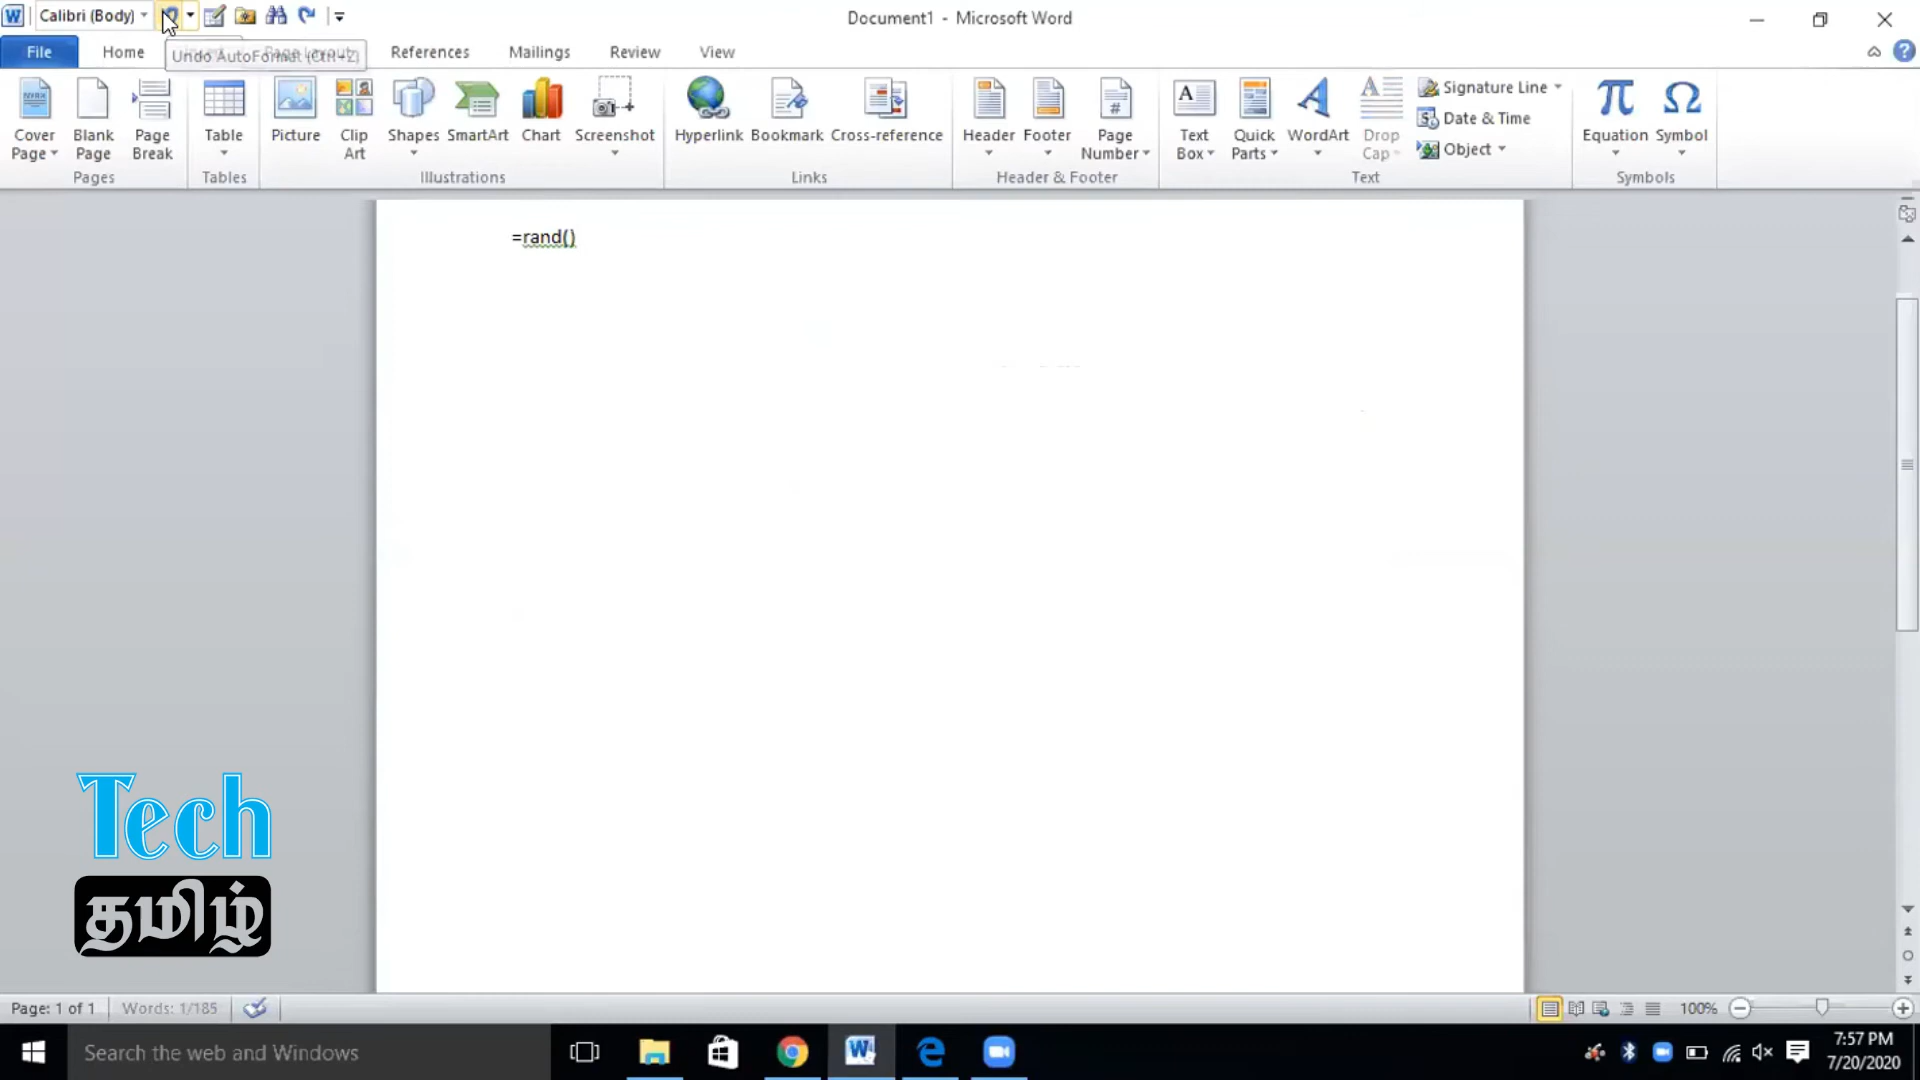 Calibri (Body)
Document1 - Microsoft Word
File
Home
References
Mailings
Review
View
Undo AutoFormat (Ctrl+Z)
Cover Page
Blank Page
Page Break
Table
Picture
Clip Art
Shapes
SmartArt
Chart
Screenshot
Hyperlink
Bookmark
Cross-reference
Header
Footer
Page Number
Text Box
Quick Parts
WordArt
Drop Cap
Signature Line
Date & Time
Object
Equation
Symbol
Pages
Tables
Illustrations
Links
Header & Footer
Text
Symbols
=rand()
Tech
தமிழ்
Page: 1 of 1
Words: 1/185
100%
Search the web and Windows
7:57 PM
7/20/2020